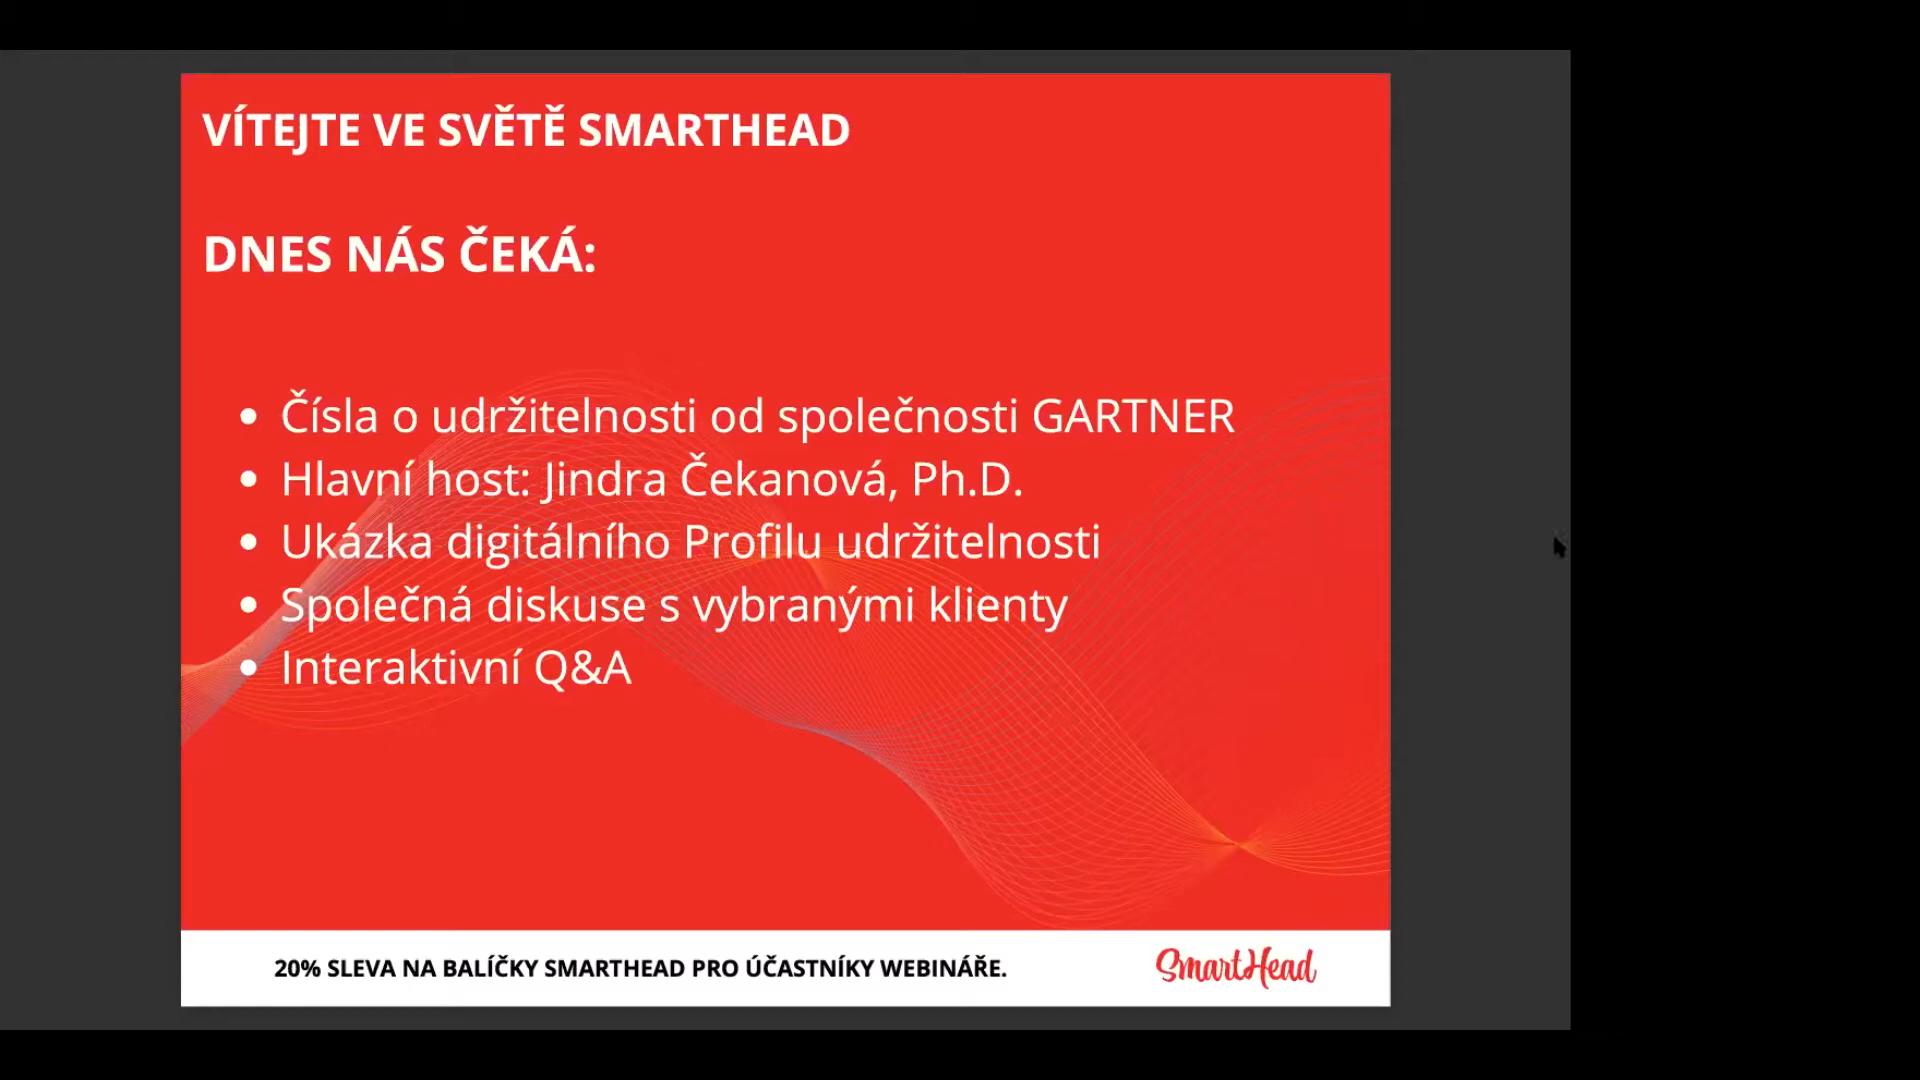 VÍTEJTE VE SVĚTĚ SMARTHEAD
DNES NÁS ČEKÁ:
• Čísla o udržitelnosti od společnosti GARTNER
• Hlavní host: Jindra Čekanová, Ph.D.
• Ukázka digitálního Profilu udržitelnosti
• Společná diskuse s vybranými klienty
• Interaktivní Q&A
20% SLEVA NA BALÍČKY SMARTHEAD PRO ÚČASTNÍKY WEBINÁŘE.
SmartHead